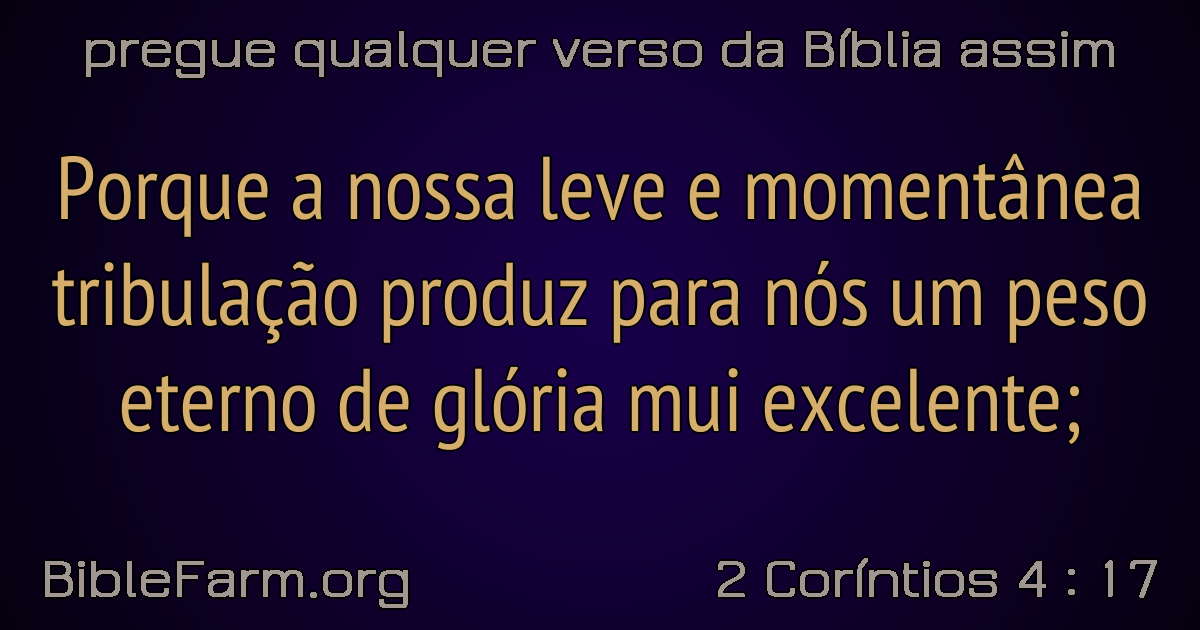 pregue qualquer verso da Bíblia assim
Porque a nossa leve e momentânea
tribulação produz para nós um peso
eterno de glória mui excelente;
BibleFarm.org
2 Coríntios 4 : 17